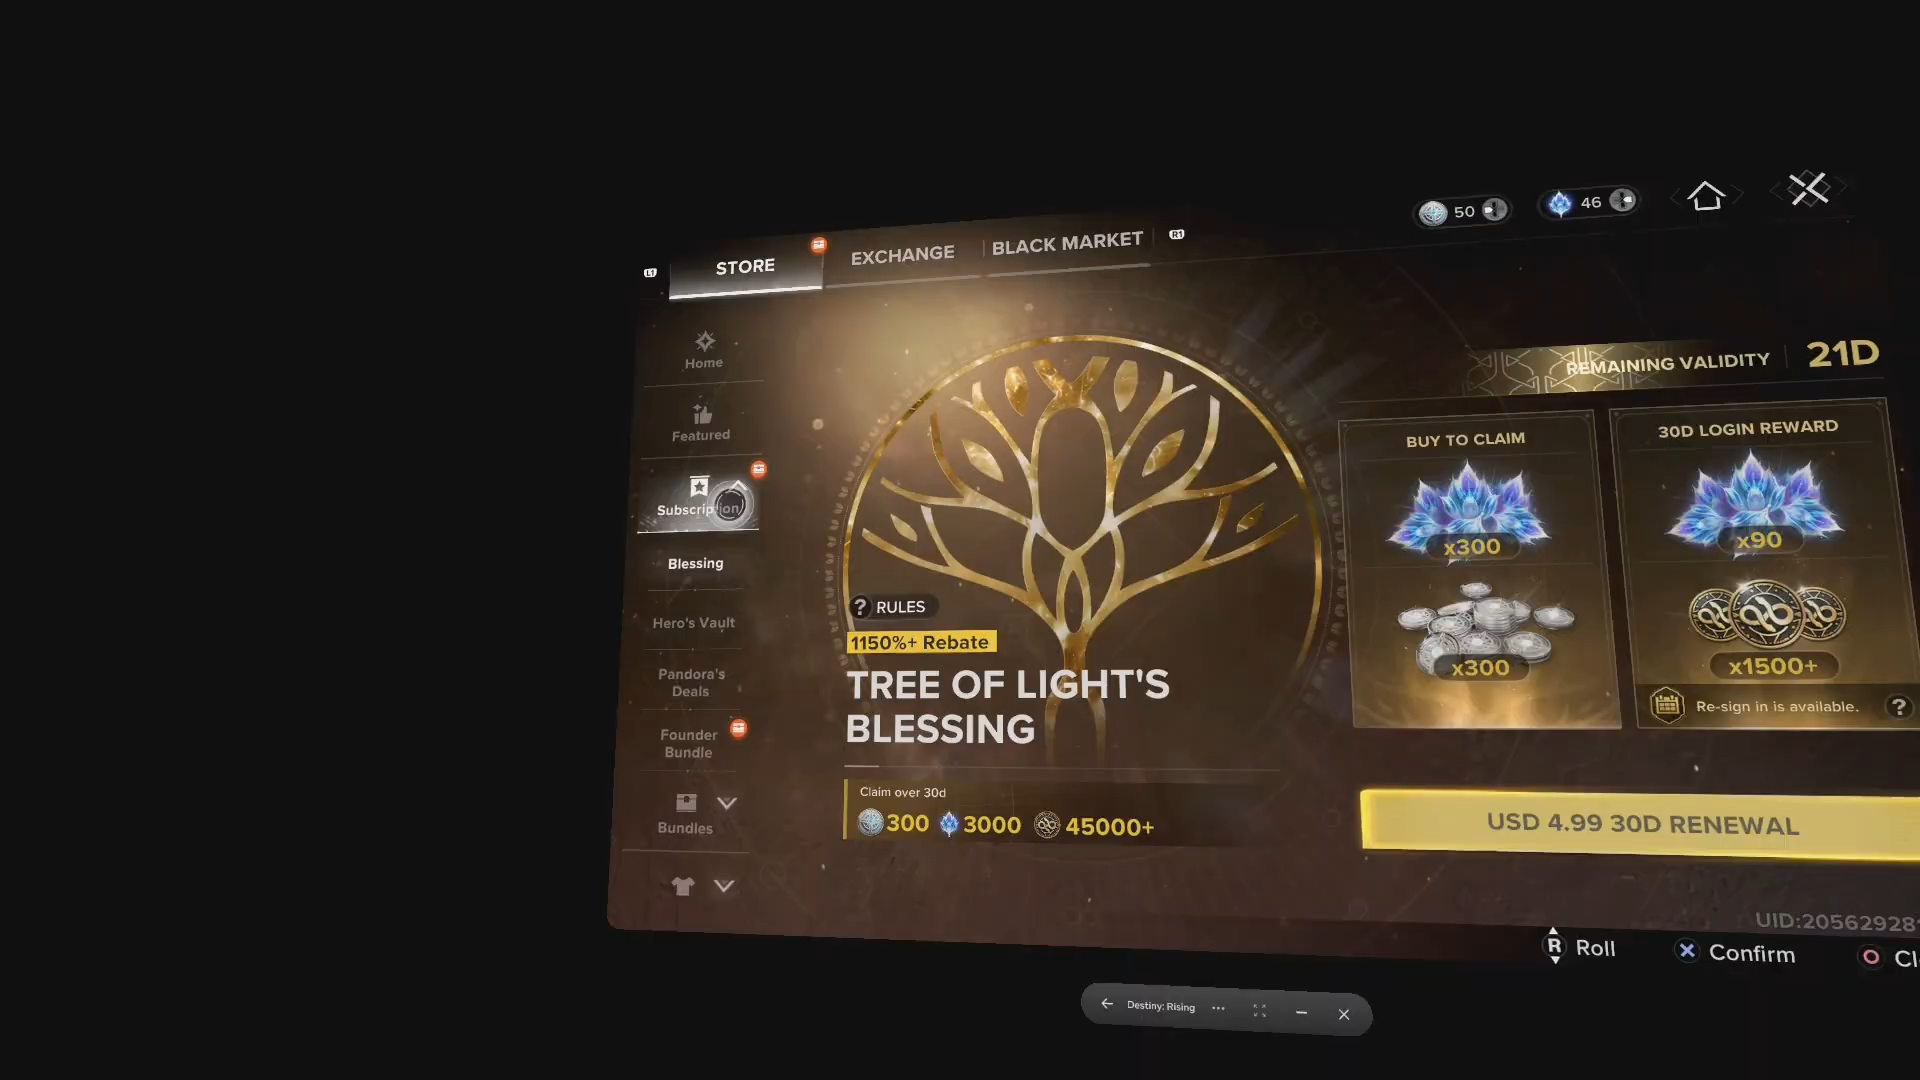 50
46
L1
STORE
EXCHANGE
BLACK MARKET
R1
Home
Featured
Subscription
Blessing
Hero's Vault
Pandora's
Deals
Founder
Bundle
Bundles
? RULES
1150%+ Rebate
TREE OF LIGHT'S
BLESSING
Claim over 30d
300
3000
45000+
REMAINING VALIDITY
21D
BUY TO CLAIM
x300
x300
30D LOGIN REWARD
x90
x1500+
Re-sign in is available. ?
USD 4.99 30D RENEWAL
R Roll
Confirm
Destiny: Rising